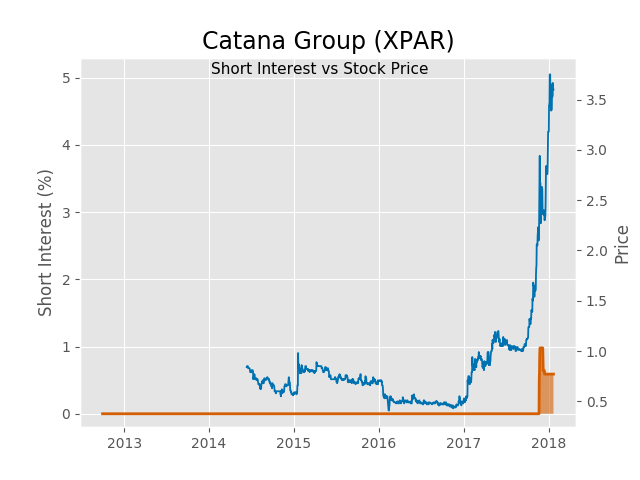 Catana Group (XPAR)
Short Interest vs Stock Price
Short Interest (%)
5
4
3
2
1
0
3.5
3.0
2.5
2.0
1.5
1.0
0.5
Price
2013 2014 2015 2016 2017 2018